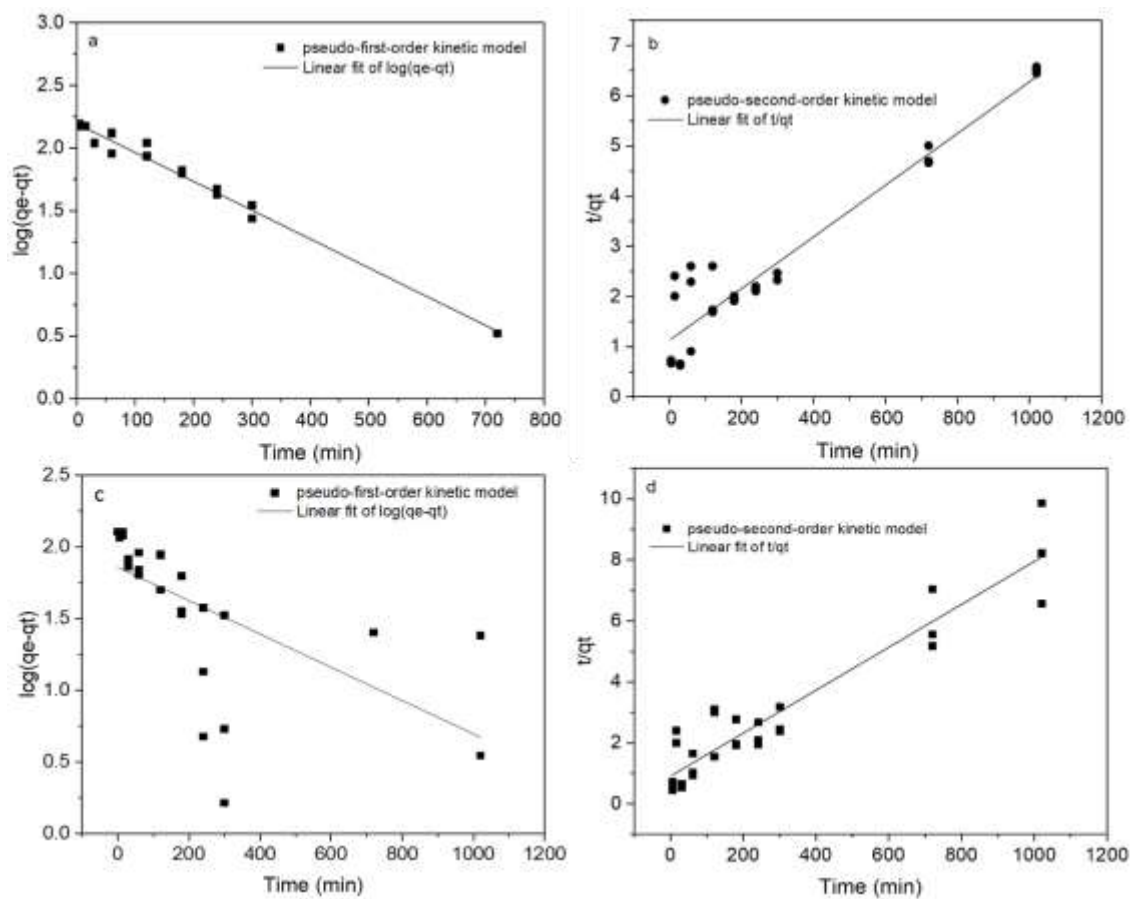 a
pseudo-first-order kinetic model
Linear fit of log(qe-qt)
3.0
2.5
2.0
1.5
1.0
0.5
0.0
log(qe-qt)
0 100 200 300 400 500 600 700 800
Time (min)
b
pseudo-second-order kinetic model
Linear fit of t/qt
7
6
5
4
3
2
1
0
t/qt
0 200 400 600 800 1000 1200
Time (min)
c
pseudo-first-order kinetic model
Linear fit of log(qe-qt)
2.5
2.0
1.5
1.0
0.5
0.0
log(qe-qt)
0 200 400 600 800 1000 1200
Time (min)
d
pseudo-second-order kinetic model
Linear fit of t/qt
10
8
6
4
2
0
t/qt
0 200 400 600 800 1000 1200
Time (min)